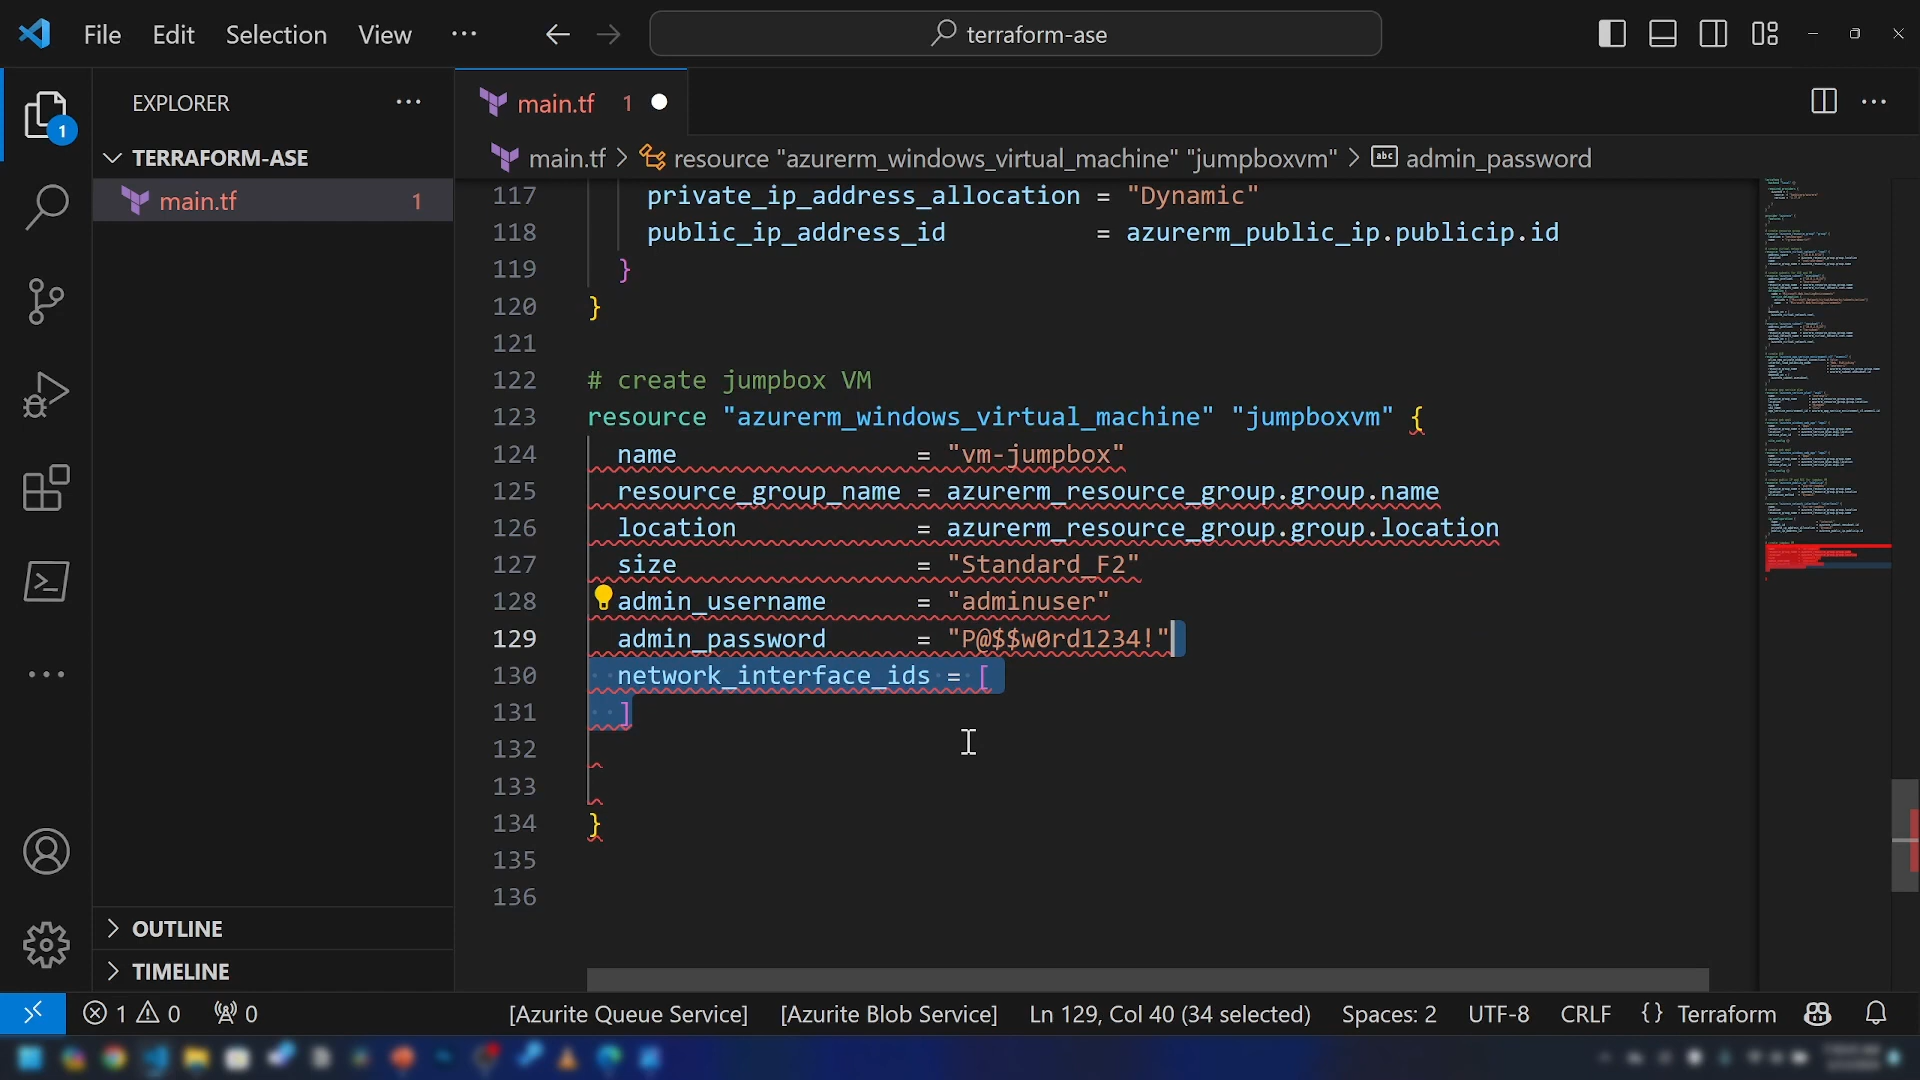 File Edit Selection View ···
terraform-ase
EXPLORER ···
TERRAFORM-ASE
main.tf 1
1
OUTLINE
TIMELINE
main.tf 1
main.tf > resource "azurerm_windows_virtual_machine" "jumpboxvm" > abc admin_password
117 private_ip_address_allocation = "Dynamic"
118 public_ip_address_id = azurerm_public_ip.publicip.id
119 }
120 }
121
122 # create jumpbox VM
123 resource "azurerm_windows_virtual_machine" "jumpboxvm" {
124 name = "vm-jumpbox"
125 resource_group_name = azurerm_resource_group.group.name
126 location = azurerm_resource_group.group.location
127 size = "Standard_F2"
128 admin_username = "adminuser"
129 admin_password = "P@$$w0rd1234!"
130 network_interface_ids = [
131 ]
132
133
134 }
135
136
1 0 0 [Azurite Queue Service] [Azurite Blob Service] Ln 129, Col 40 (34 selected) Spaces: 2 UTF-8 CRLF {} Terraform